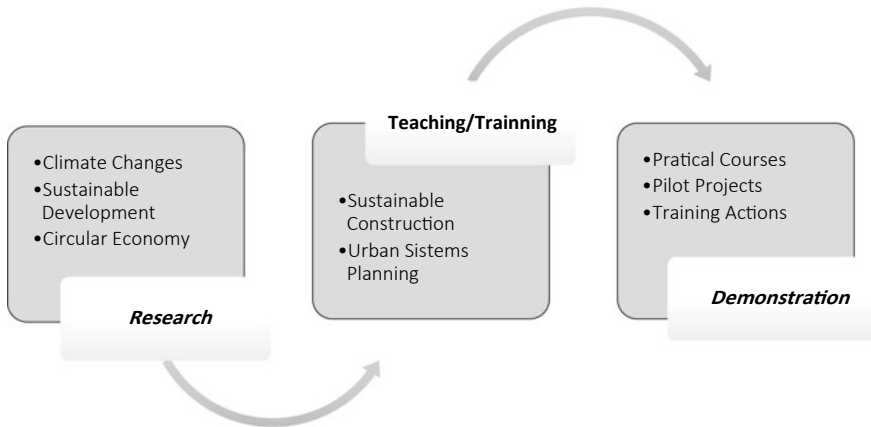 •Climate Changes
•Sustainable
Development
•Circular Economy
Research
Teaching/Trainning
•Sustainable
Construction
•Urban Sistems
Planning
•Pratical Courses
•Pilot Projects
•Training Actions
Demonstration